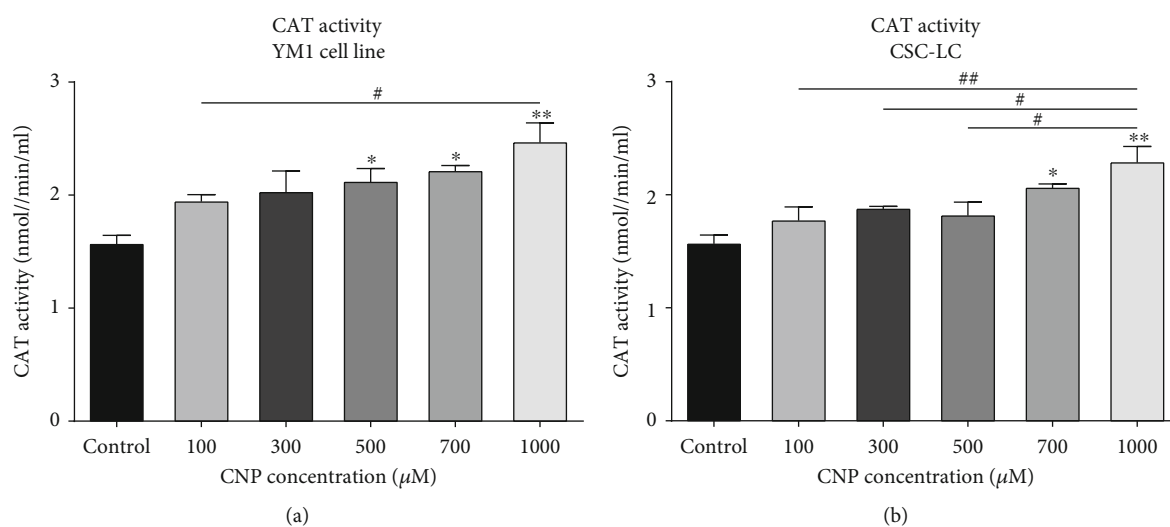 CAT activity
YM1 cell line
#
**
*
*
3
2
1
0
CAT activity (nmol//min/ml)
Control
100
300
500
700
1000
CNP concentration (μM)
(a)
CAT activity
CSC-LC
##
#
#
**
*
3
2
1
0
CAT activity (nmol//min/ml)
Control
100
300
500
700
1000
CNP concentration (μM)
(b)